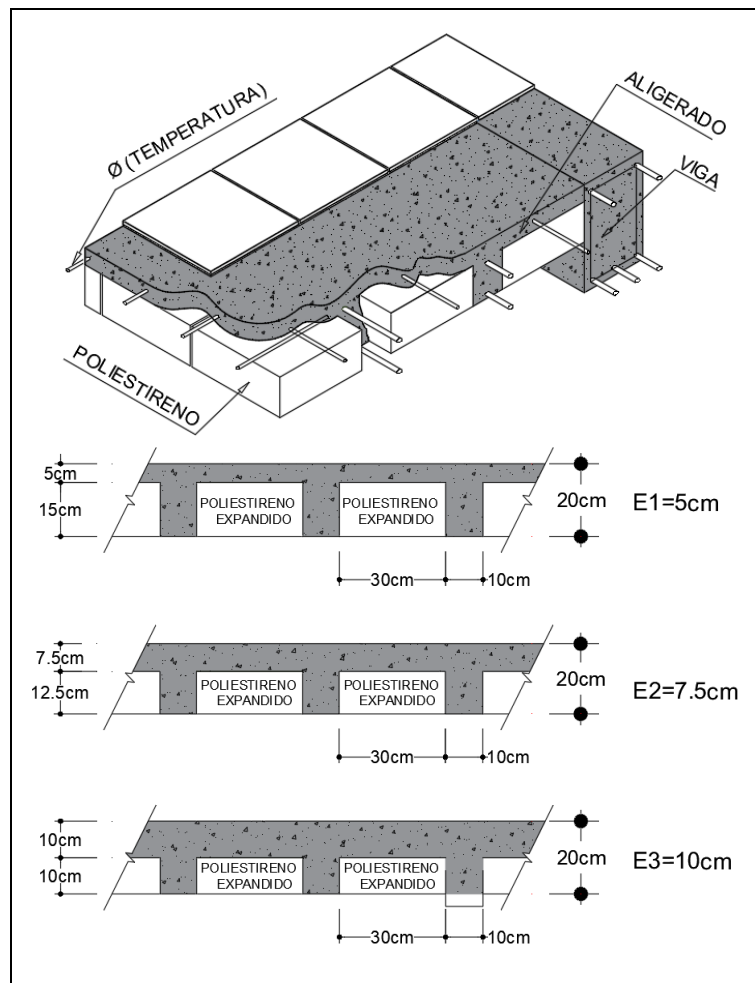 Ø (TEMPERATURA)
ALIGERADO
VIGA
POLIESTIRENO
5cm
15cm
POLIESTIRENO
EXPANDIDO
POLIESTIRENO
EXPANDIDO
20cm
E1=5cm
30cm
10cm
7.5cm
12.5cm
POLIESTIRENO
EXPANDIDO
POLIESTIRENO
EXPANDIDO
20cm
E2=7.5cm
30cm
10cm
10cm
10cm
POLIESTIRENO
EXPANDIDO
POLIESTIRENO
EXPANDIDO
20cm
E3=10cm
30cm
10cm